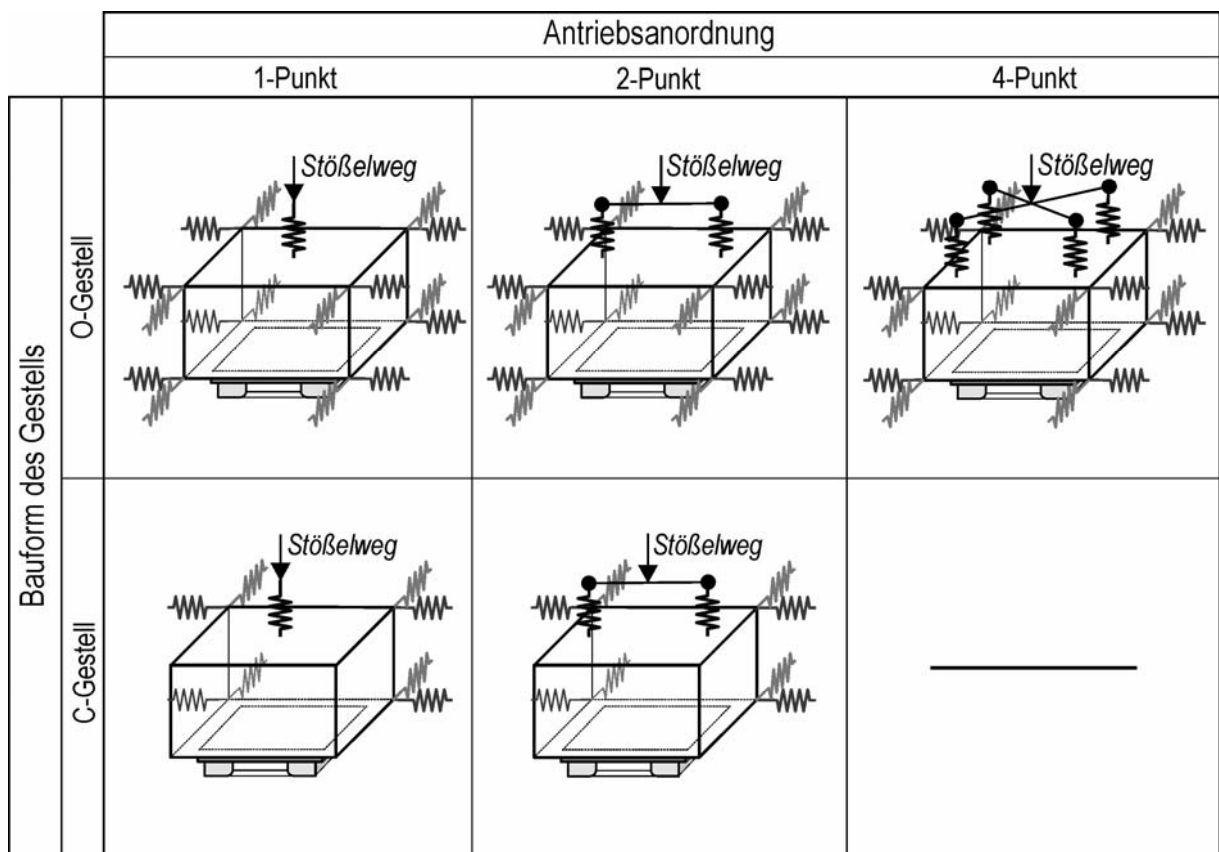 Antriebsanordnung
1-Punkt
2-Punkt
4-Punkt
Bauform des Gestells
O-Gestell
Stößelweg
Stößelweg
Stößelweg
C-Gestell
Stößelweg
Stößelweg